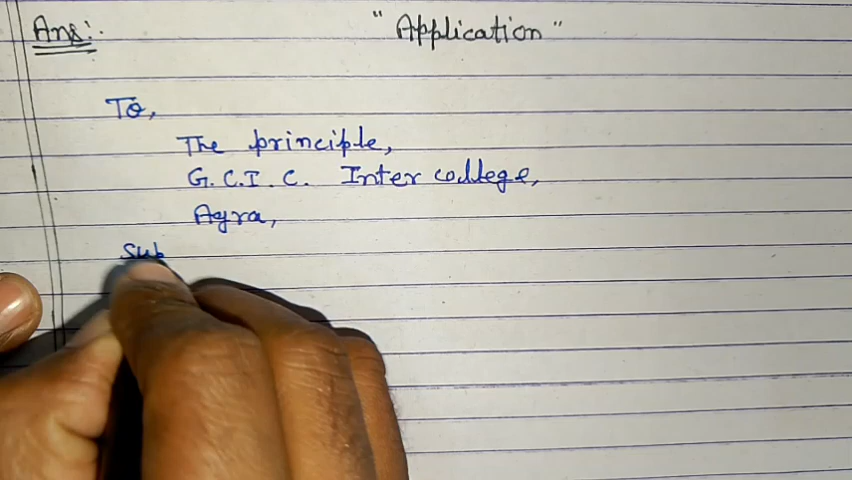 Ans:-
"Application"
To,
The principle,
G.C.I.C. Inter college,
Agra,
Sub